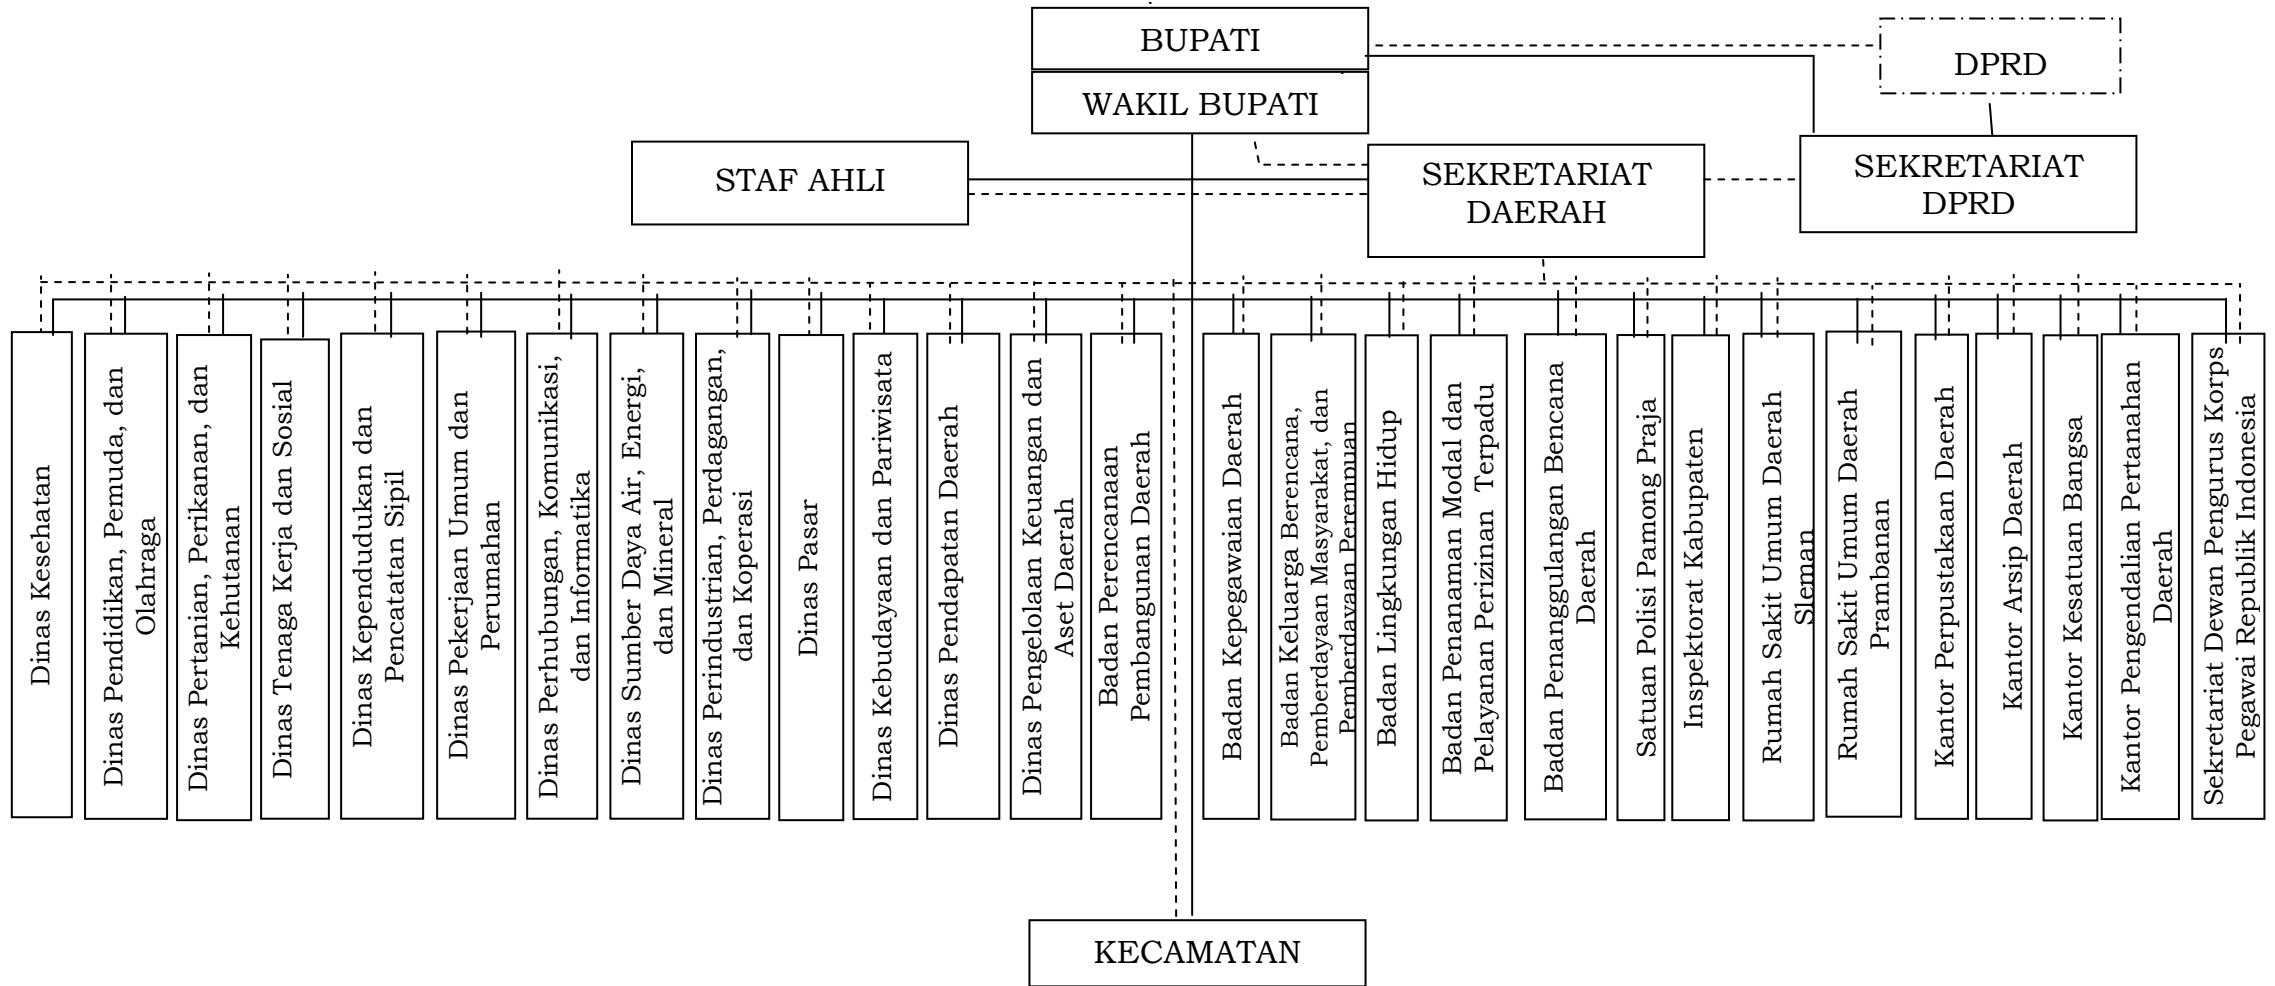 BUPATI
DPRD
WAKIL BUPATI
STAF AHLI
SEKRETARIAT
DAERAH
SEKRETARIAT
DPRD
Dinas Kesehatan
Dinas Pendidikan, Pemuda, dan
Olahraga
Dinas Pertanian, Perikanan, dan
Kehutanan
Dinas Tenaga Kerja dan Sosial
Dinas Kependudukan dan
Pencatatan Sipil
Dinas Pekerjaan Umum dan
Perumahan
Dinas Perhubungan, Komunikasi,
dan Informatika
Dinas Sumber Daya Air, Energi,
dan Mineral
Dinas Perindustrian, Perdagangan,
dan Koperasi
Dinas Pasar
Dinas Kebudayaan dan Pariwisata
Dinas Pendapatan Daerah
Dinas Pengelolaan Keuangan dan
Aset Daerah
Badan Perencanaan
Pembangunan Daerah
Badan Kepegawaian Daerah
Badan Keluarga Berencana,
Pemberdayaan Masyarakat, dan
Pemberdayaan Perempuan
Badan Lingkungan Hidup
Badan Penanaman Modal dan
Pelayanan Perizinan Terpadu
Badan Penanggulangan Bencana
Daerah
Satuan Polisi Pamong Praja
Inspektorat Kabupaten
Rumah Sakit Umum Daerah
Sleman
Rumah Sakit Umum Daerah
Prambanan
Kantor Perpustakaan Daerah
Kantor Arsip Daerah
Kantor Kesatuan Bangsa
Kantor Pengendalian Pertanahan
Daerah
Sekretariat Dewan Pengurus Korps
Pegawai Republik Indonesia
KECAMATAN